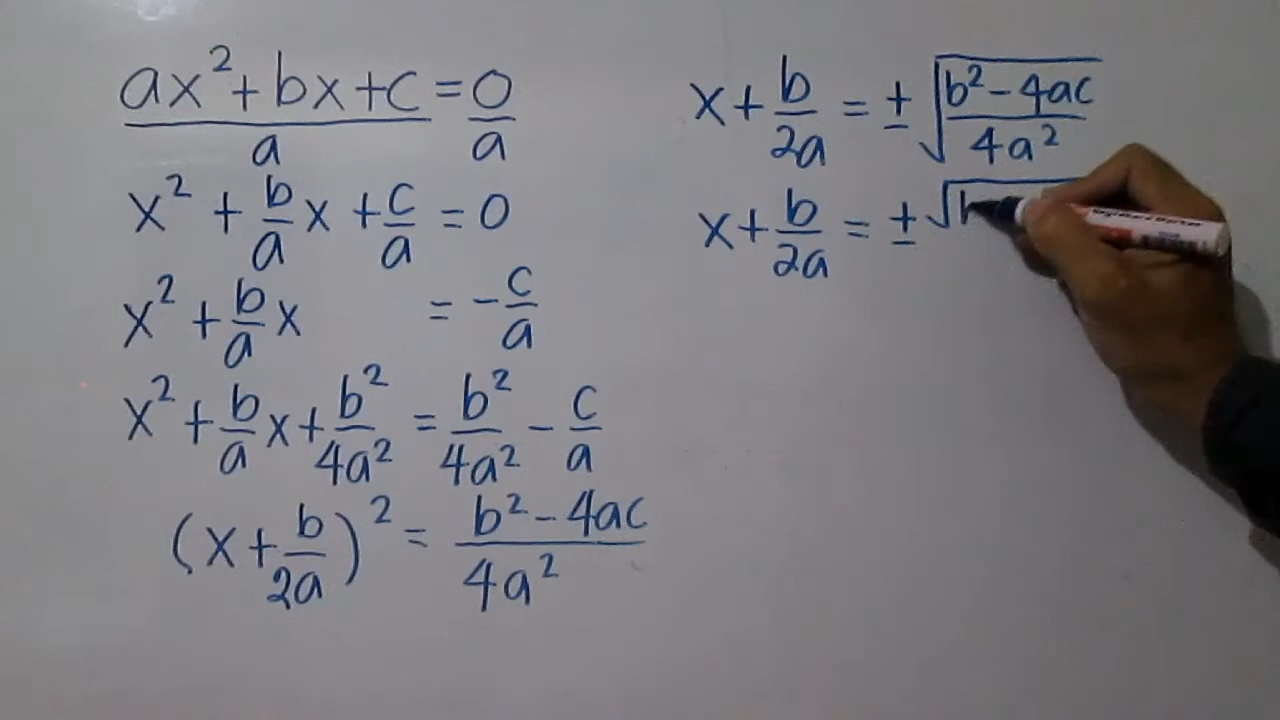 ax² + bx + c / a = 0 / a
x² + b/a x + c/a = 0
x² + b/a x = - c/a
x² + b/a x + b²/4a² = b²/4a² - c/a
(x + b/2a)² = b² - 4ac / 4a²
x + b/2a = ± √(b² - 4ac / 4a²)
x + b/2a = ± √b